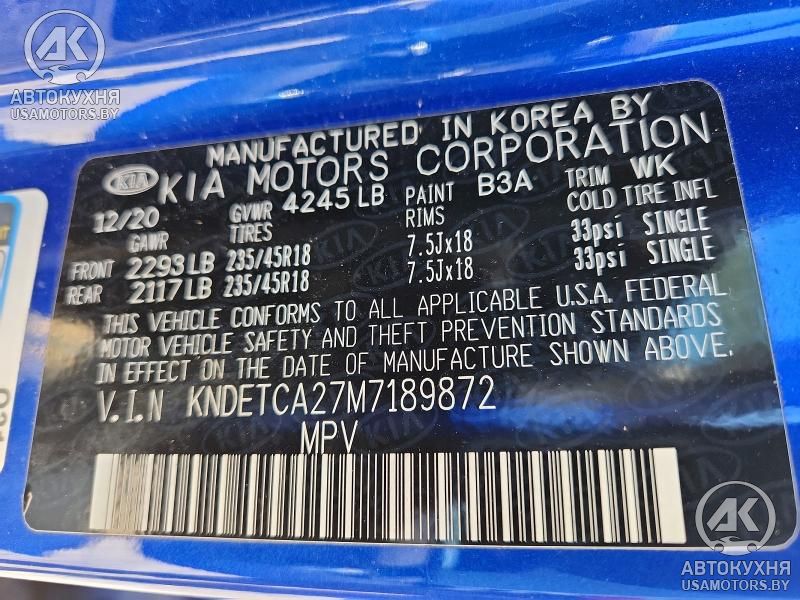 АК
АВТОКУХНЯ
USAMOTORS.BY
MANUFACTURED IN KOREA BY
KIA KIA MOTORS CORPORATION
12/20 GVWR 4245 LB PAINT B3A TRIM WK
GAWR TIRES RIMS COLD TIRE INFL
FRONT 2293 LB 235/45R18 7.5Jx18 33psi SINGLE
REAR 2117 LB 235/45R18 7.5Jx18 33psi SINGLE
THIS VEHICLE CONFORMS TO ALL APPLICABLE U.S.A. FEDERAL
MOTOR VEHICLE SAFETY AND THEFT PREVENTION STANDARDS
IN EFFECT ON THE DATE OF MANUFACTURE SHOWN ABOVE.
V.I.N KNDETCA27M7189872
MPV
АК
АВТОКУХНЯ
USAMOTORS.BY